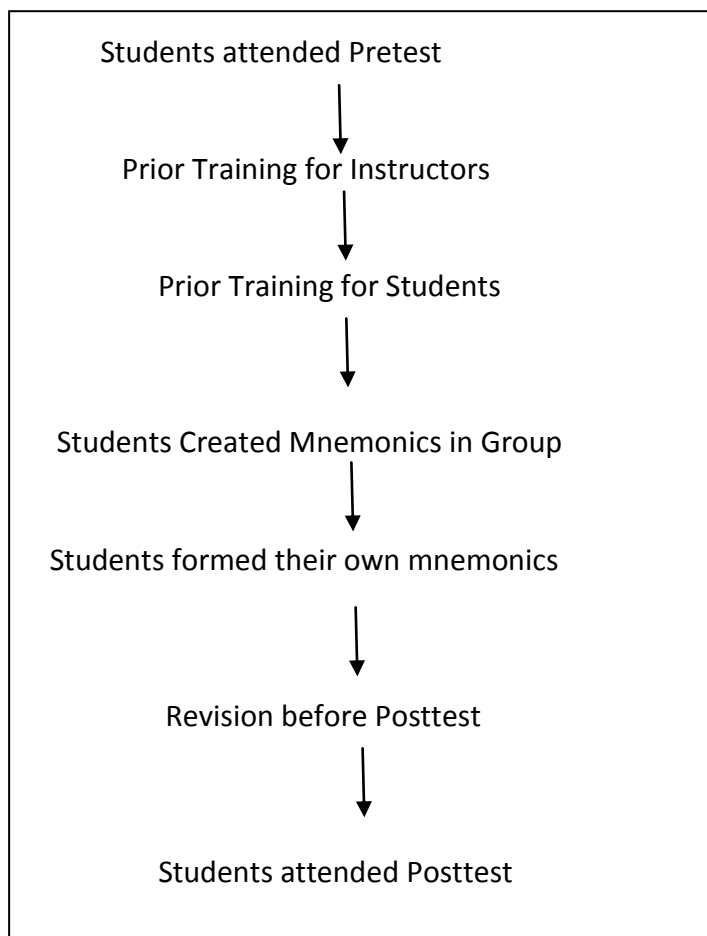 Students attended Pretest
Prior Training for Instructors
Prior Training for Students
Students Created Mnemonics in Group
Students formed their own mnemonics
Revision before Posttest
Students attended Posttest